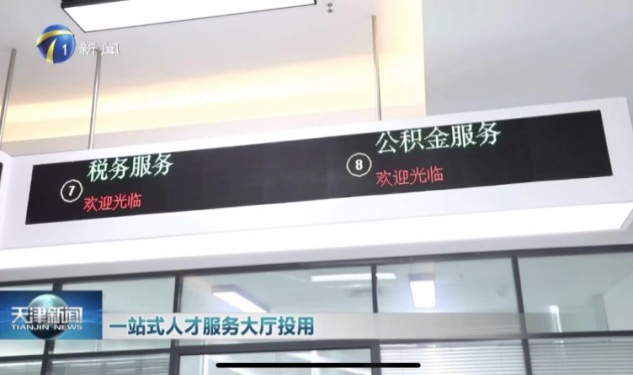 1 新闻
税务服务
7
欢迎光临
公积金服务
8
欢迎光临
天津新闻
TIANJIN NEWS
一站式人才服务大厅投用